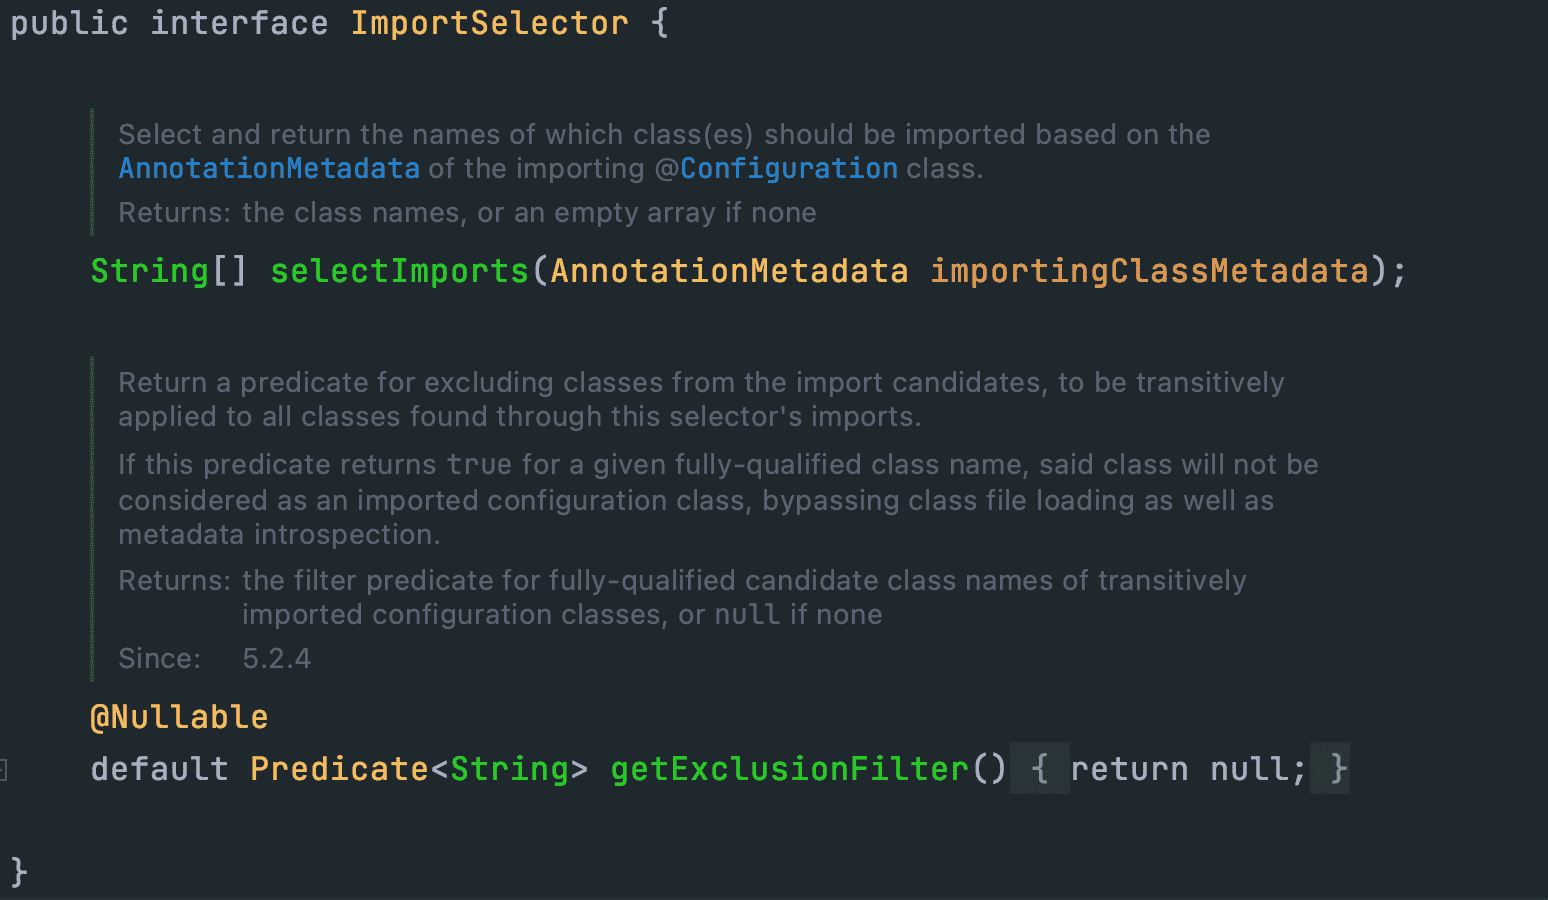 public interface ImportSelector {
Select and return the names of which class(es) should be imported based on the
AnnotationMetadata of the importing @Configuration class.
Returns: the class names, or an empty array if none
String[] selectImports(AnnotationMetadata importingClassMetadata);
Return a predicate for excluding classes from the import candidates, to be transitively
applied to all classes found through this selector's imports.
If this predicate returns true for a given fully-qualified class name, said class will not be
considered as an imported configuration class, bypassing class file loading as well as
metadata introspection.
Returns: the filter predicate for fully-qualified candidate class names of transitively
imported configuration classes, or null if none
Since: 5.2.4
@Nullable
default Predicate<String> getExclusionFilter() { return null; }
}